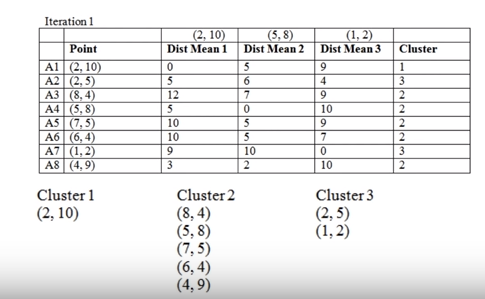 Iteration 1
(2, 10) (5, 8) (1, 2)
Point Dist Mean 1 Dist Mean 2 Dist Mean 3 Cluster
A1 (2, 10) 0 5 9 1
A2 (2, 5) 5 6 4 3
A3 (8, 4) 12 7 9 2
A4 (5, 8) 5 0 10 2
A5 (7, 5) 10 5 9 2
A6 (6, 4) 10 5 7 2
A7 (1, 2) 9 10 0 3
A8 (4, 9) 3 2 10 2
Cluster 1 Cluster 2 Cluster 3
(2, 10) (8, 4) (2, 5)
(5, 8) (1, 2)
(7, 5)
(6, 4)
(4, 9)